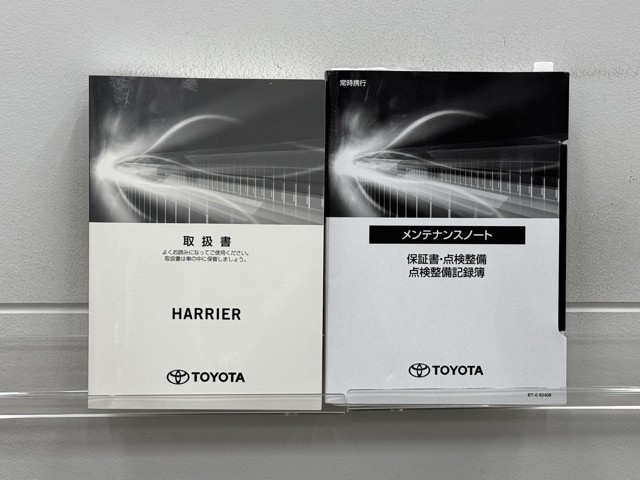 取扱書
よくお読みになってご使用ください。
取扱書は車の中に保管しましょう。
HARRIER
TOYOTA
常時携行
メンテナンスノート
保証書・点検整備
点検整備記録簿
TOYOTA